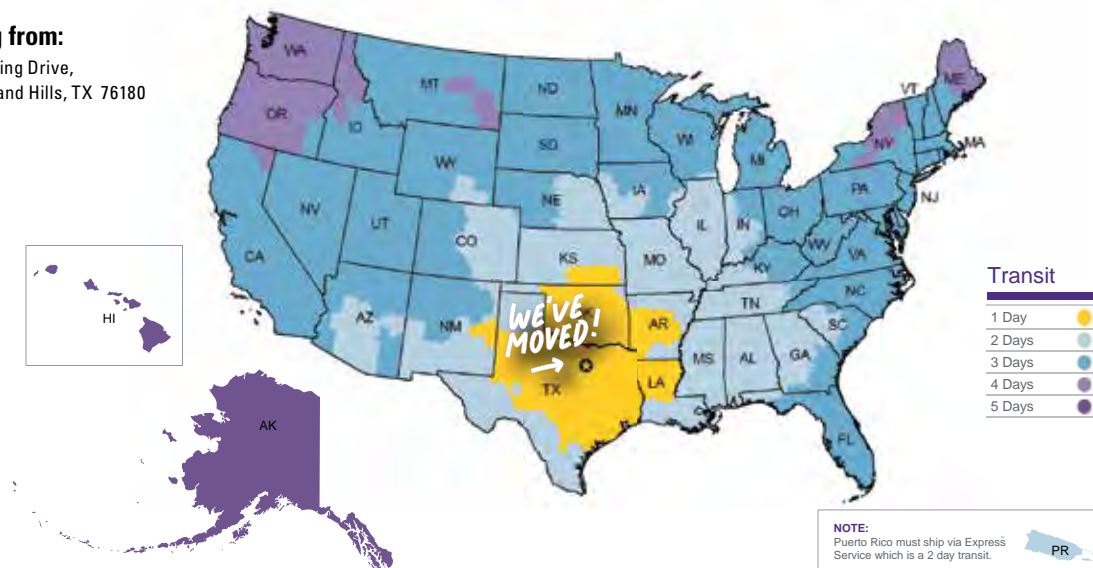 g from:
ing Drive,
and Hills, TX 76180
WA
MT
ND
MN
VT
ME
OR
ID
SD
WI
MI
NY
MA
WY
NE
IA
PA
NJ
NV
UT
CO
IL
IN
OH
WV
VA
CA
KS
MO
KY
NC
AZ
NM
WE'VE
MOVED!
AR
TN
SC
MS
AL
GA
TX
LA
FL
HI
AK
Transit
1 Day
2 Days
3 Days
4 Days
5 Days
NOTE:
Puerto Rico must ship via Express
Service which is a 2 day transit.
PR